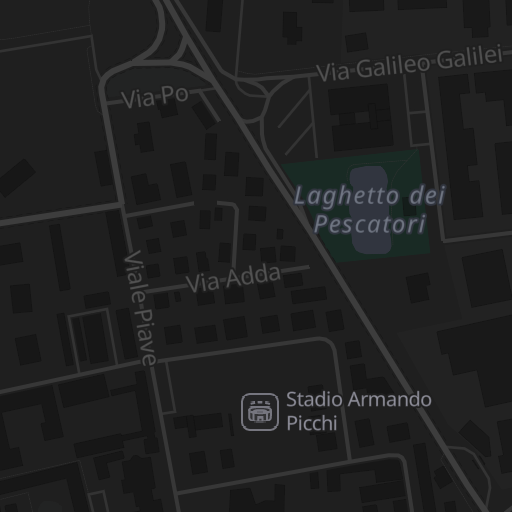 Via Galileo Galilei
Via Po
Laghetto dei
Pescatori
Via Adda
Viale Piave
Stadio Armando
Picchi